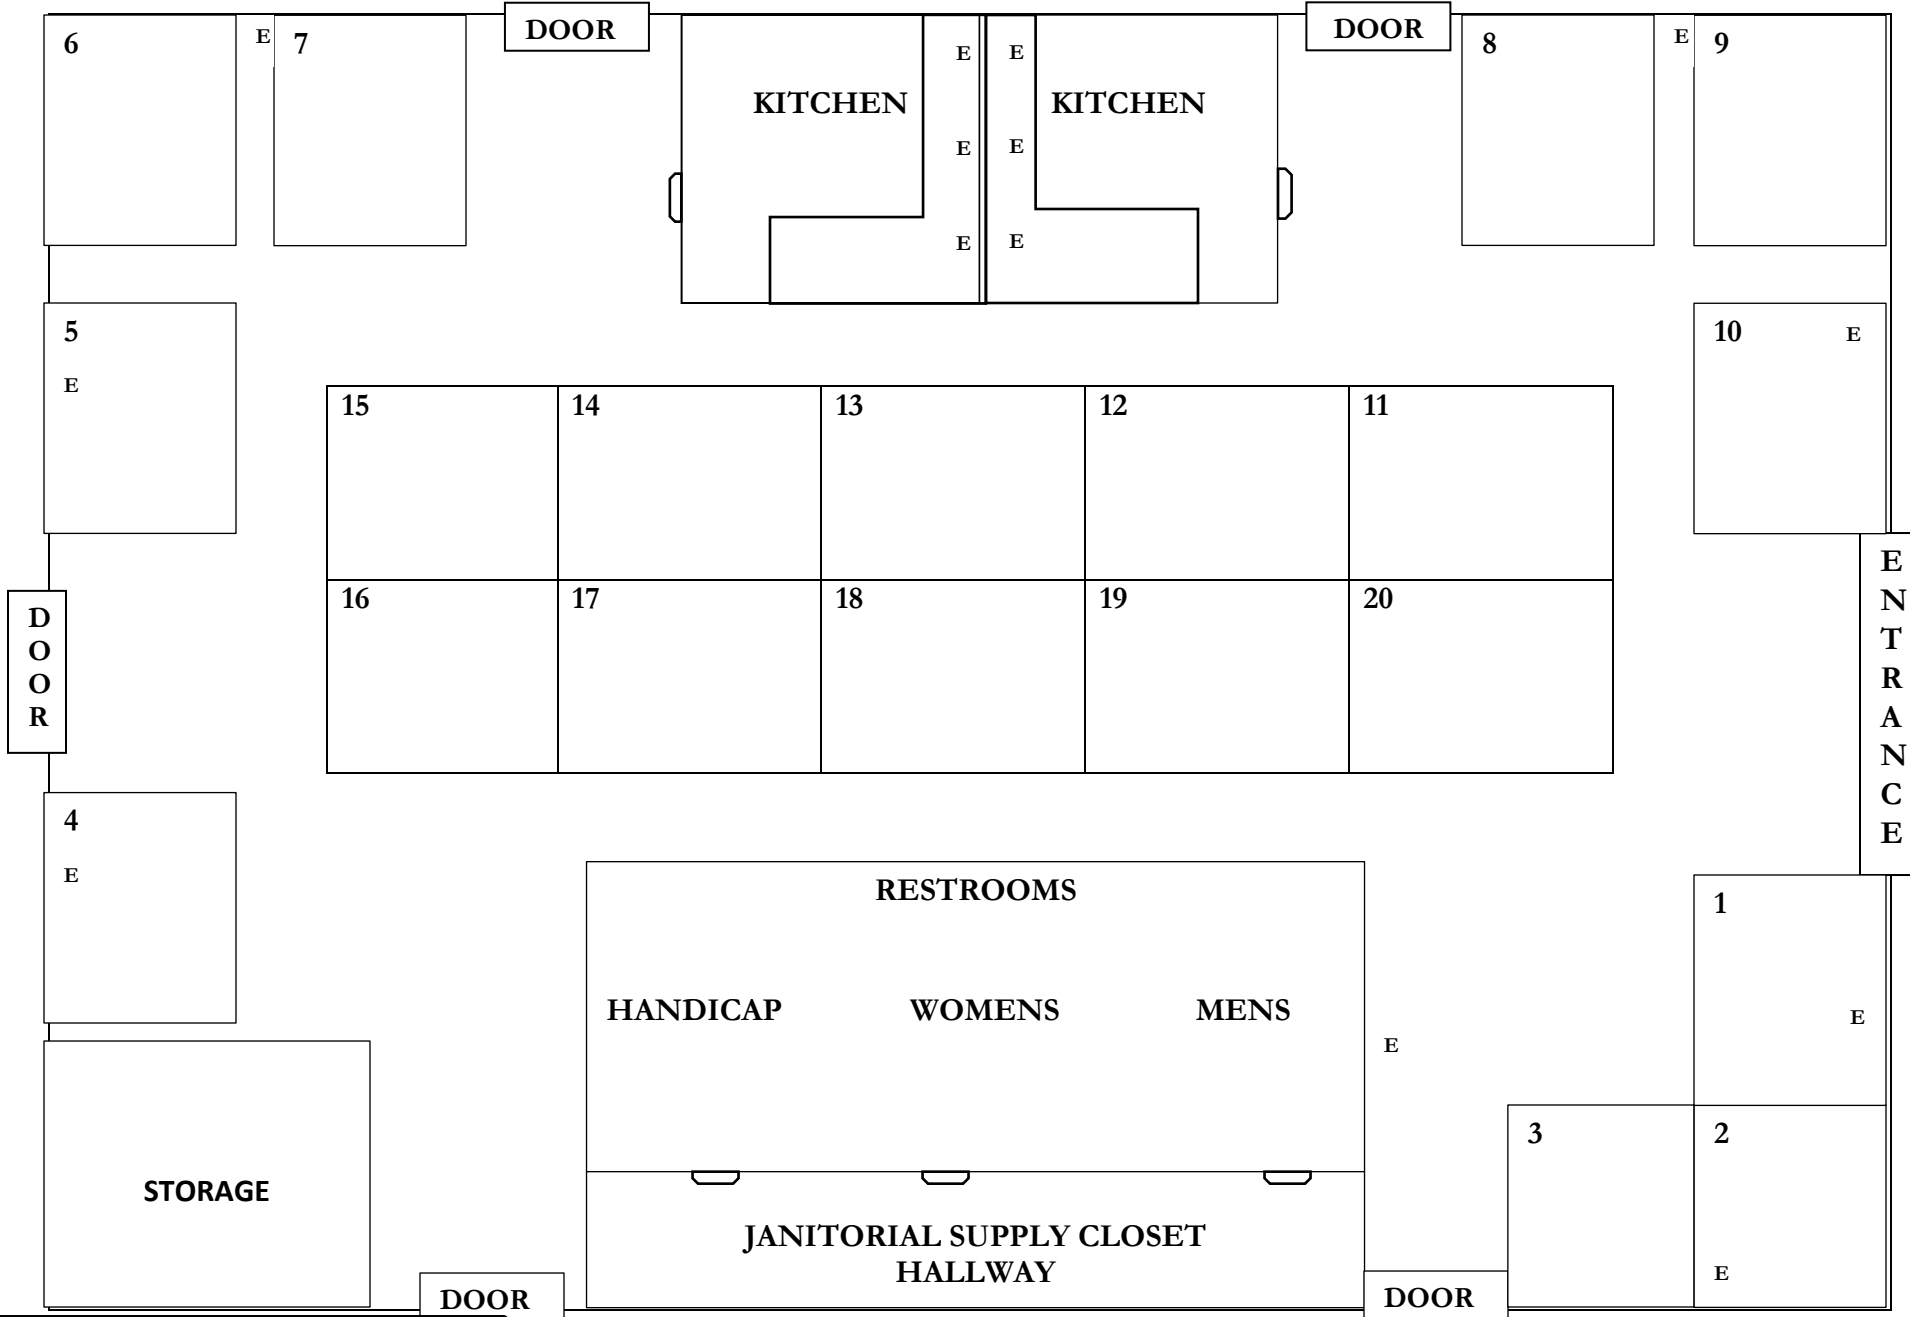 DOOR
DOOR
6
E
7
8
E
9
E
E
KITCHEN
KITCHEN
E
E
E
E
5
E
10
E
15
14
13
12
11
16
17
18
19
20
D
O
O
R
E
N
T
R
A
N
C
E
4
E
RESTROOMS
HANDICAP
WOMENS
MENS
E
1
E
3
2
E
STORAGE
JANITORIAL SUPPLY CLOSET
HALLWAY
DOOR
DOOR